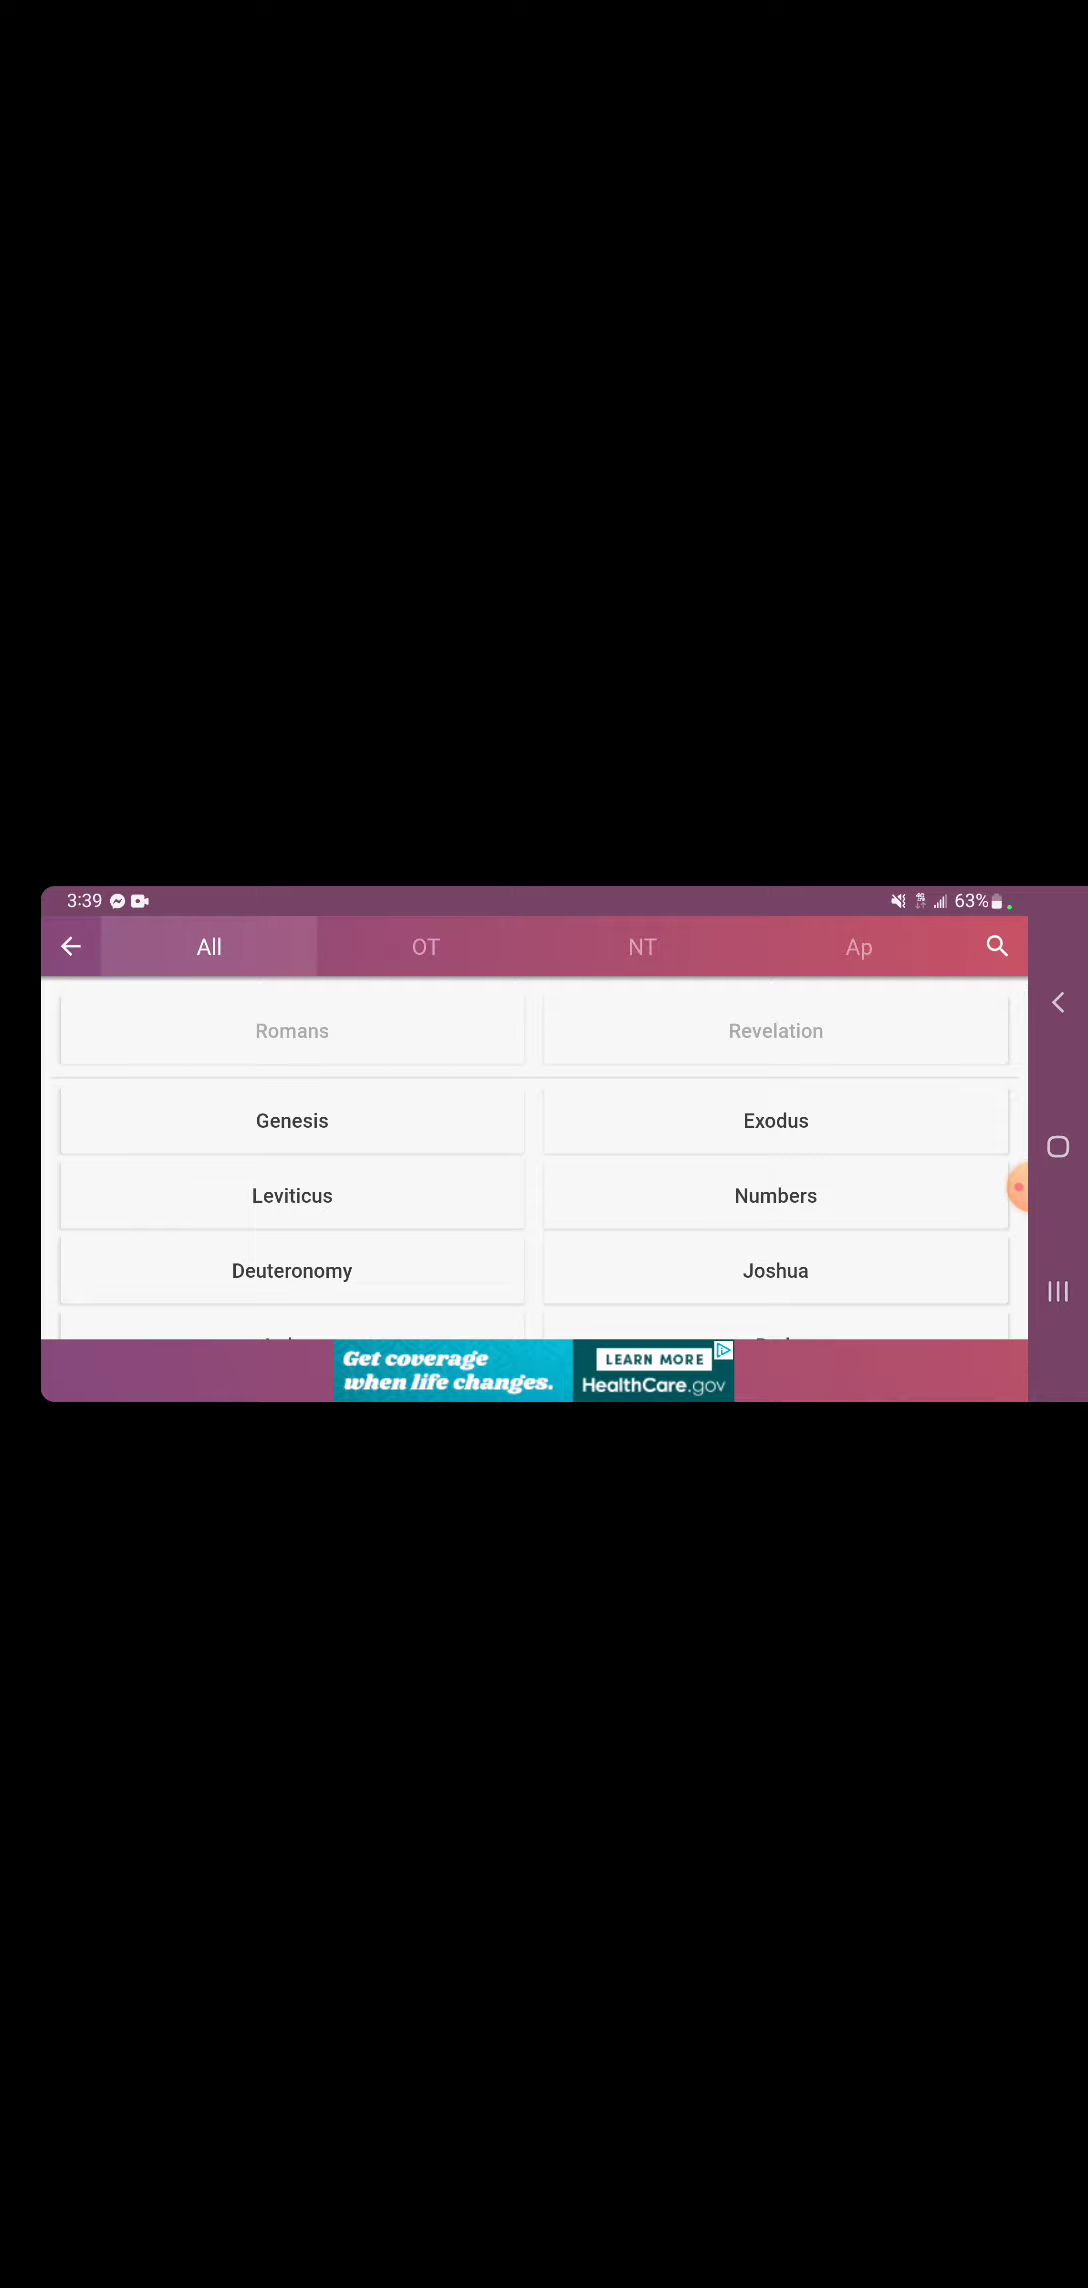 3:39 63%
All OT NT Ap
Romans Revelation
Genesis Exodus
Leviticus Numbers
Deuteronomy Joshua
Get coverage
when life changes.
LEARN MORE
HealthCare.gov